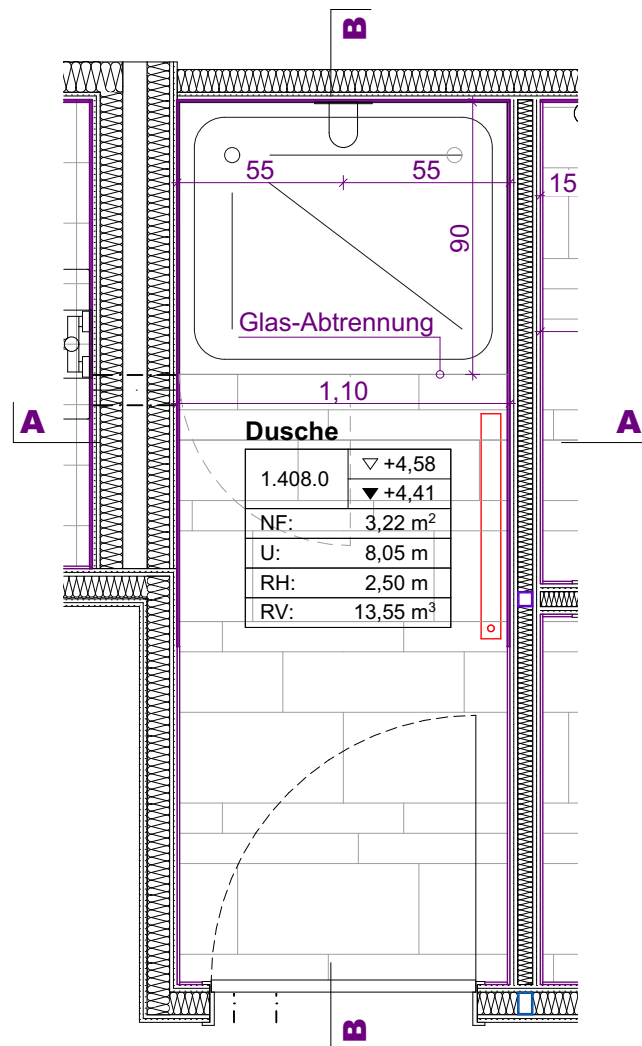 B
55 55
15
90
Glas-Abtrennung
1,10
A A
Dusche
1.408.0 ▽ +4,58
▼ +4,41
NF: 3,22 m²
U: 8,05 m
RH: 2,50 m
RV: 13,55 m³
B